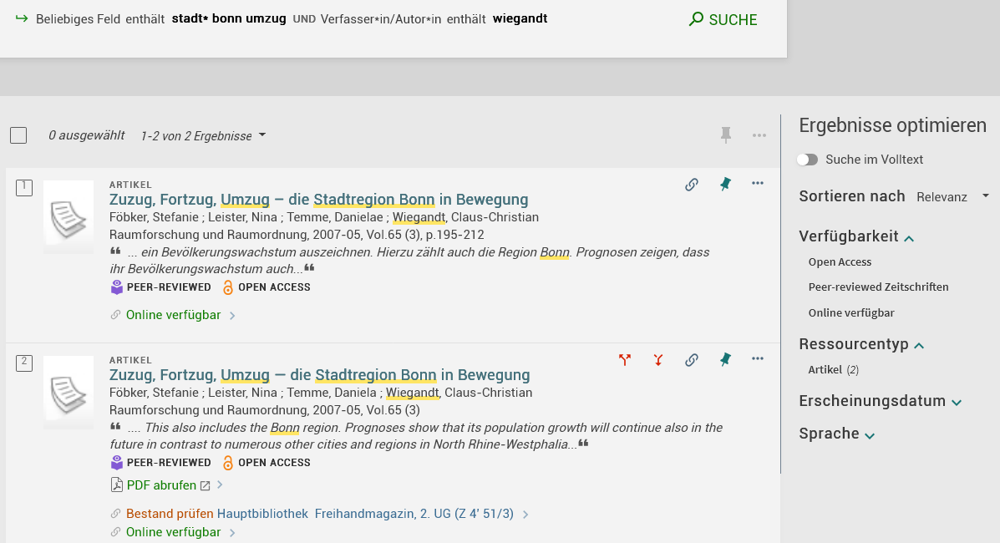 Beliebiges Feld enthält stadt* bonn umzug UND Verfasser*in/Autor*in enthält wiegandt
SUCHE
0 ausgewählt 1-2 von 2 Ergebnisse
1
ARTIKEL
Zuzug, Fortzug, Umzug – die Stadtregion Bonn in Bewegung
Föbker, Stefanie ; Leister, Nina ; Temme, Danielae ; Wiegandt, Claus-Christian
Raumforschung und Raumordnung, 2007-05, Vol.65 (3), p.195-212
❝ ... ein Bevölkerungswachstum auszeichnen. Hierzu zählt auch die Region Bonn. Prognosen zeigen, dass
ihr Bevölkerungswachstum auch...❝
PEER-REVIEWED OPEN ACCESS
Online verfügbar
2
ARTIKEL
Zuzug, Fortzug, Umzug — die Stadtregion Bonn in Bewegung
Föbker, Stefanie ; Leister, Nina ; Temme, Daniela ; Wiegandt, Claus-Christian
Raumforschung und Raumordnung, 2007-05, Vol.65 (3)
❝ .... This also includes the Bonn region. Prognoses show that its population growth will continue also in the
future in contrast to numerous other cities and regions in North Rhine-Westphalia...❝
PEER-REVIEWED OPEN ACCESS
PDF abrufen
Bestand prüfen Hauptbibliothek Freihandmagazin, 2. UG (Z 4' 51/3)
Online verfügbar
Ergebnisse optimieren
Suche im Volltext
Sortieren nach Relevanz
Verfügbarkeit
Open Access
Peer-reviewed Zeitschriften
Online verfügbar
Ressourcentyp
Artikel (2)
Erscheinungsdatum
Sprache